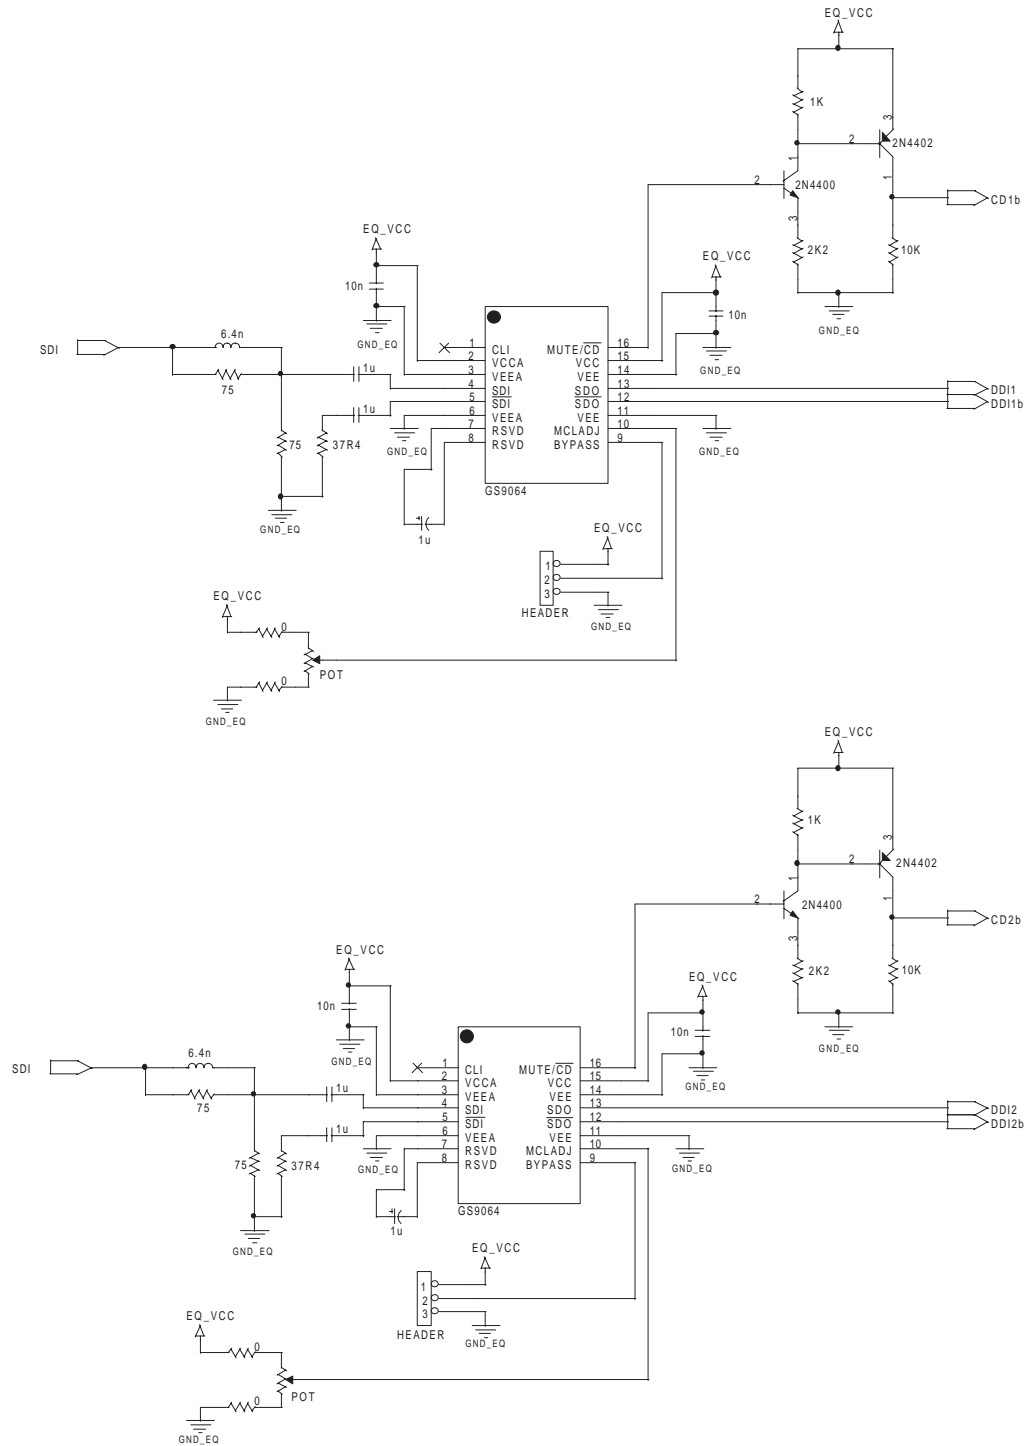 EQ_VCC
1K
3
2
2N4402
1
2
2N4400
1
CD1b
3
2K2
10K
GND_EQ
EQ_VCC
10n
GND_EQ
EQ_VCC
10n
GND_EQ
SDI
6.4n
75
1u
1u
75
37R4
GND_EQ
GND_EQ
1 CLI MUTE/CD 16
2 VCCA VCC 15
3 VEEA VEE 14
4 SDI SDO 13
5 SDI SDO 12
6 VEEA VEE 11
7 RSVD MCLADJ 10
8 RSVD BYPASS 9
GS9064
DDI1
DDI1b
GND_EQ
+
1u
EQ_VCC
1
2
3
HEADER
GND_EQ
EQ_VCC
0
POT
0
GND_EQ
EQ_VCC
1K
3
2
2N4402
1
2
2N4400
1
CD2b
3
2K2
10K
GND_EQ
EQ_VCC
10n
GND_EQ
EQ_VCC
10n
GND_EQ
SDI
6.4n
75
1u
1u
75
37R4
GND_EQ
GND_EQ
1 CLI MUTE/CD 16
2 VCCA VCC 15
3 VEEA VEE 14
4 SDI SDO 13
5 SDI SDO 12
6 VEEA VEE 11
7 RSVD MCLADJ 10
8 RSVD BYPASS 9
GS9064
DDI2
DDI2b
GND_EQ
+
1u
EQ_VCC
1
2
3
HEADER
GND_EQ
EQ_VCC
0
POT
0
GND_EQ